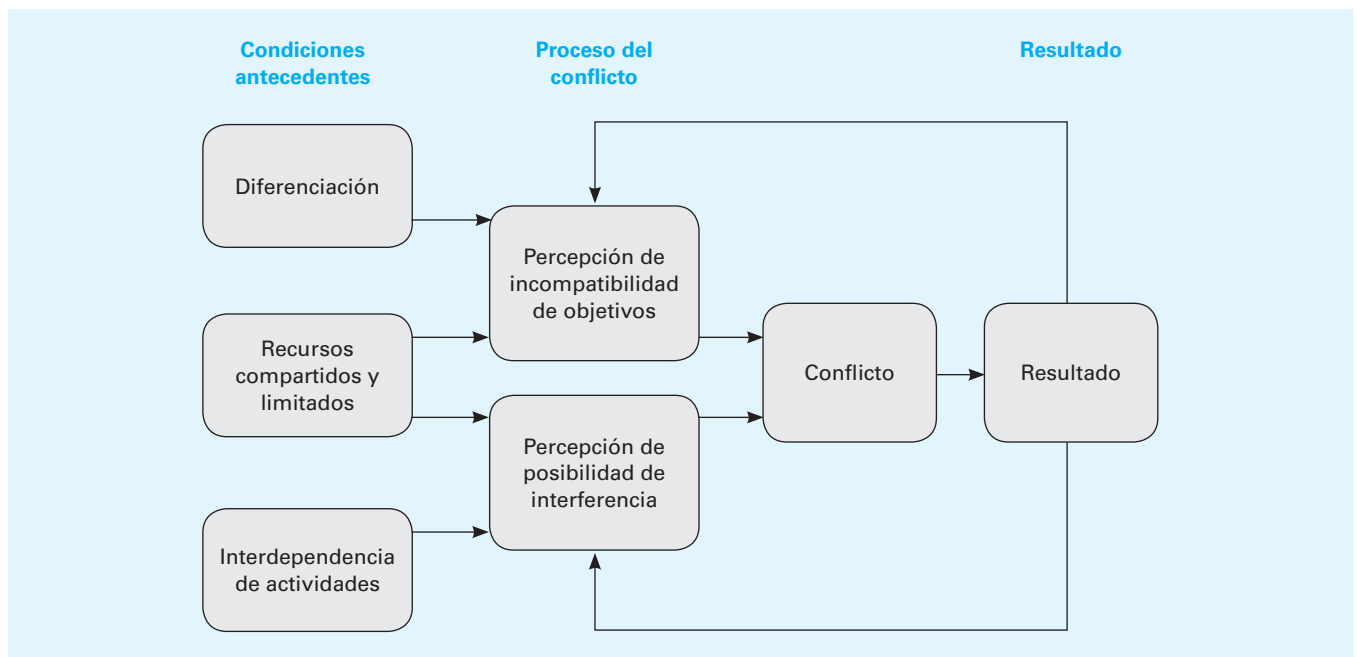 Condiciones
antecedentes
Proceso del
conflicto
Resultado
Diferenciación
Recursos
compartidos y
limitados
Interdependencia
de actividades
Percepción de
incompatibilidad
de objetivos
Percepción de
posibilidad de
interferencia
Conflicto
Resultado